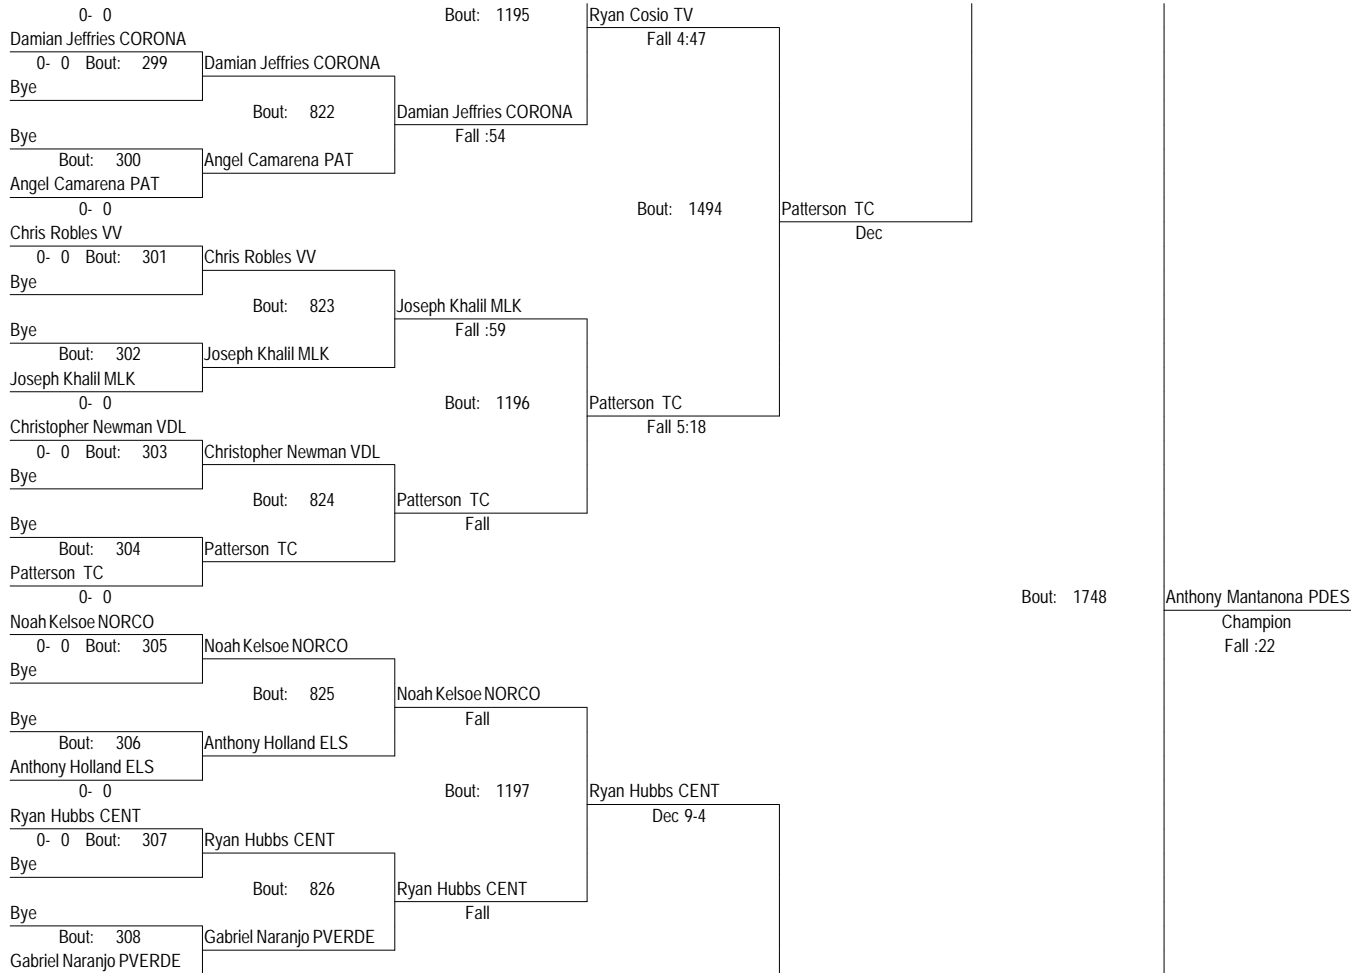 0- 0 Bout: 1195 Ryan Cosio TV
Damian Jeffries CORONA Fall 4:47
0- 0 Bout: 299 Damian Jeffries CORONA
Bye
Bout: 822 Damian Jeffries CORONA
Bye Fall :54
Bout: 300 Angel Camarena PAT
Angel Camarena PAT
0- 0 Bout: 1494 Patterson TC
Chris Robles VV Dec
0- 0 Bout: 301 Chris Robles VV
Bye
Bout: 823 Joseph Khalil MLK
Bye Fall :59
Bout: 302 Joseph Khalil MLK
Joseph Khalil MLK
0- 0 Bout: 1196 Patterson TC
Christopher Newman VDL Fall 5:18
0- 0 Bout: 303 Christopher Newman VDL
Bye
Bout: 824 Patterson TC
Bye Fall
Bout: 304 Patterson TC
Patterson TC
0- 0 Bout: 1748 Anthony Mantanona PDES
Noah Kelsoe NORCO Champion
0- 0 Bout: 305 Noah Kelsoe NORCO Fall :22
Bye
Bout: 825 Noah Kelsoe NORCO
Bye Fall
Bout: 306 Anthony Holland ELS
Anthony Holland ELS
0- 0 Bout: 1197 Ryan Hubbs CENT
Ryan Hubbs CENT Dec 9-4
0- 0 Bout: 307 Ryan Hubbs CENT
Bye
Bout: 826 Ryan Hubbs CENT
Bye Fall
Bout: 308 Gabriel Naranjo PVERDE
Gabriel Naranjo PVERDE